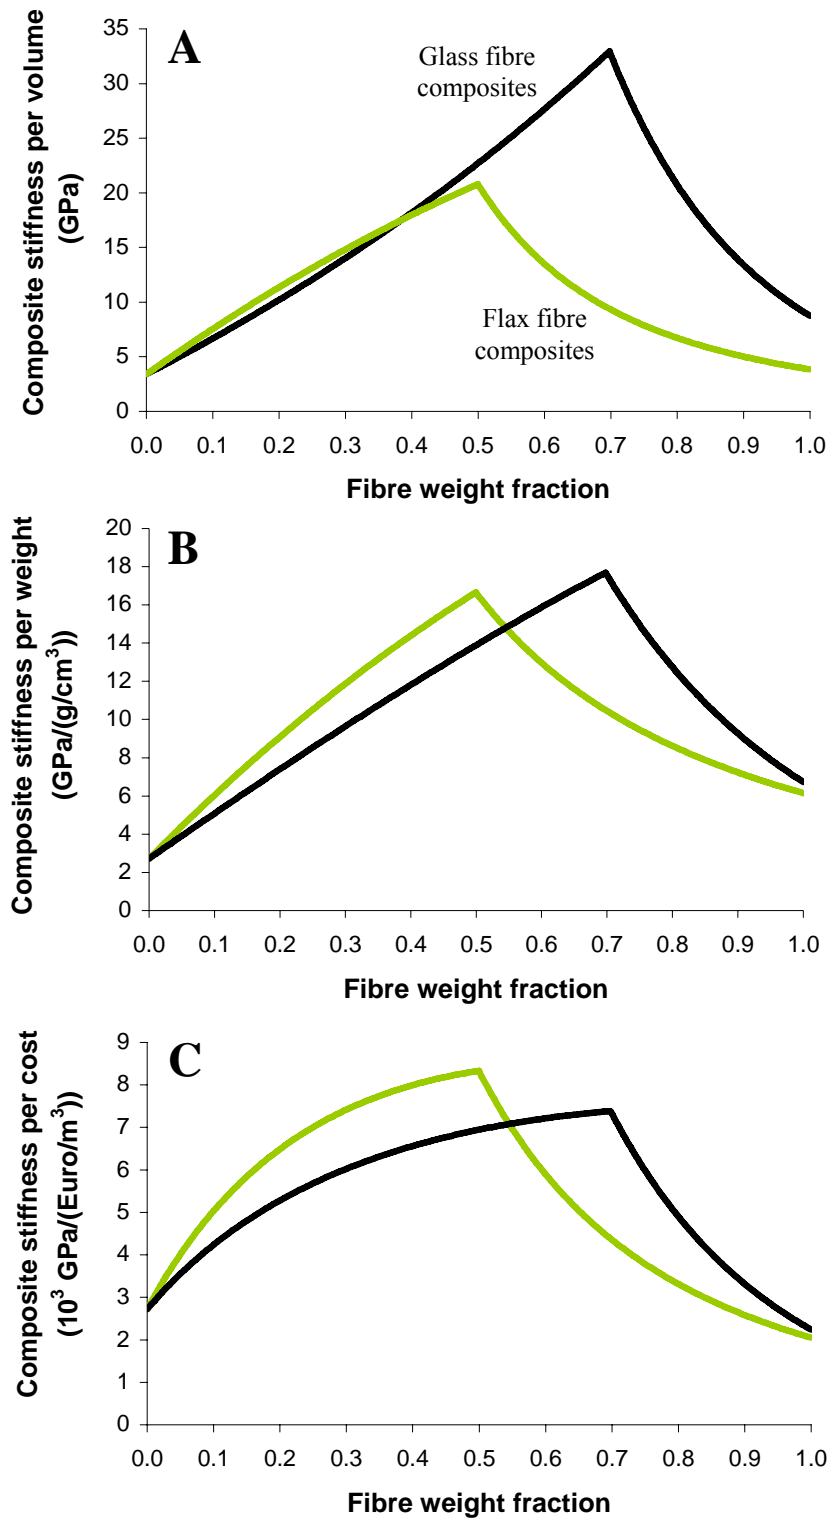 A
Composite stiffness per volume
(GPa)
35
30
25
20
15
10
5
0
Glass fibre
composites
Flax fibre
composites
0.0 0.1 0.2 0.3 0.4 0.5 0.6 0.7 0.8 0.9 1.0
Fibre weight fraction
B
Composite stiffness per weight
(GPa/(g/cm³))
20
18
16
14
12
10
8
6
4
2
0
0.0 0.1 0.2 0.3 0.4 0.5 0.6 0.7 0.8 0.9 1.0
Fibre weight fraction
C
Composite stiffness per cost
(10³ GPa/(Euro/m³))
9
8
7
6
5
4
3
2
1
0
0.0 0.1 0.2 0.3 0.4 0.5 0.6 0.7 0.8 0.9 1.0
Fibre weight fraction